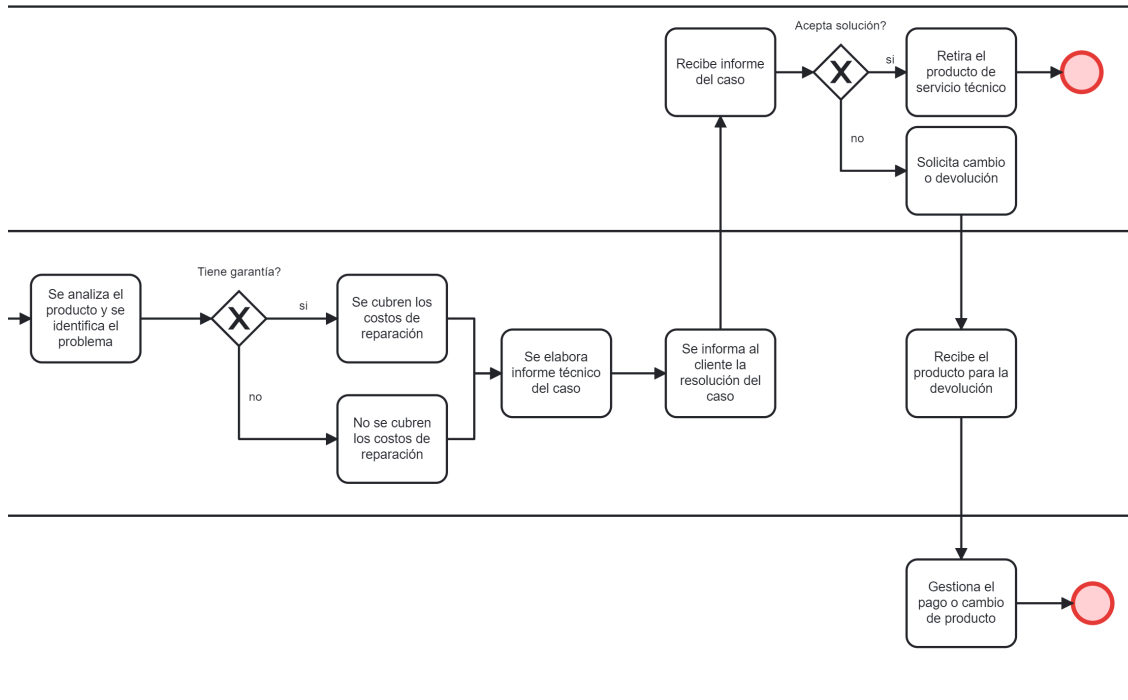 Acepta solución?
Recibe informe
del caso
X
si
Retira el
producto de
servicio técnico
no
Solicita cambio
o devolución
Se analiza el
producto y se
identifica el
problema
Tiene garantía?
X
si
Se cubren los
costos de
reparación
no
No se cubren
los costos de
reparación
Se elabora
informe técnico
del caso
Se informa al
cliente la
resolución del
caso
Recibe el
producto para la
devolución
Gestiona el
pago o cambio
de producto